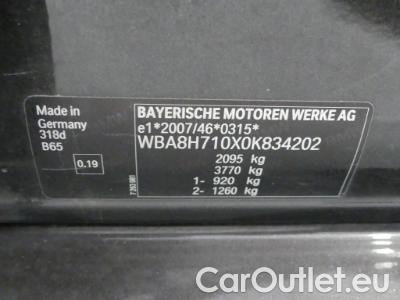 Made in
Germany
318d
B65
0.19
BAYERISCHE MOTOREN WERKE AG
e1*2007/46*0315*
WBA8H710X0K834202
2095 kg
3770 kg
1- 920 kg
2- 1260 kg
CarOutlet.eu